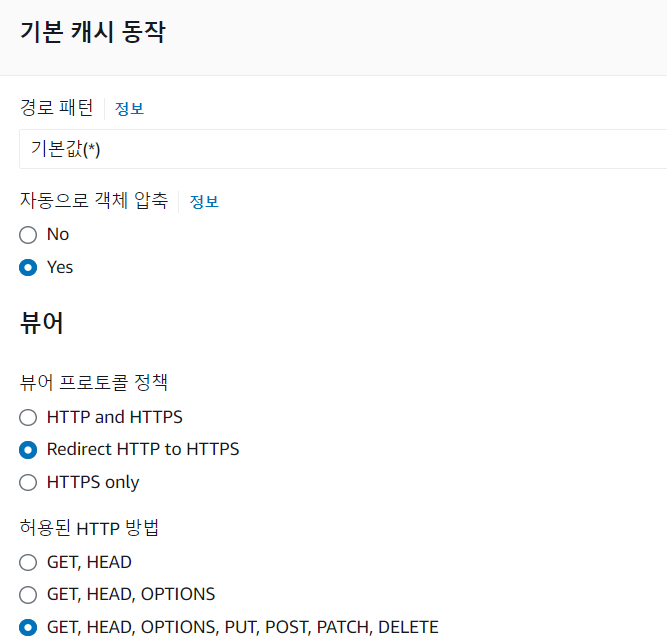 기본 캐시 동작
경로 패턴 정보
기본값(*)
자동으로 객체 압축 정보
No
Yes
뷰어
뷰어 프로토콜 정책
HTTP and HTTPS
Redirect HTTP to HTTPS
HTTPS only
허용된 HTTP 방법
GET, HEAD
GET, HEAD, OPTIONS
GET, HEAD, OPTIONS, PUT, POST, PATCH, DELETE